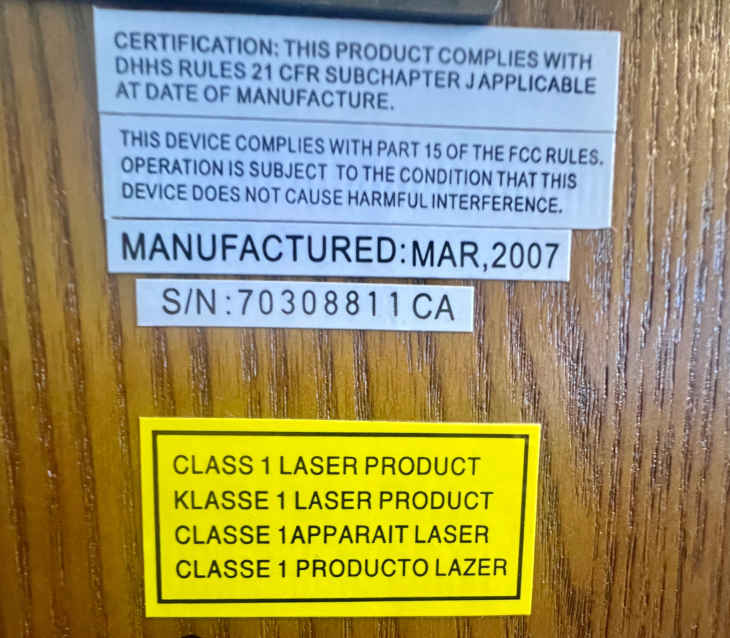 CERTIFICATION: THIS PRODUCT COMPLIES WITH
DHHS RULES 21 CFR SUBCHAPTER J APPLICABLE
AT DATE OF MANUFACTURE.
THIS DEVICE COMPLIES WITH PART 15 OF THE FCC RULES.
OPERATION IS SUBJECT TO THE CONDITION THAT THIS
DEVICE DOES NOT CAUSE HARMFUL INTERFERENCE.
MANUFACTURED: MAR,2007
S/N:70308811 CA
CLASS 1 LASER PRODUCT
KLASSE 1 LASER PRODUCT
CLASSE 1APPARAIT LASER
CLASSE 1 PRODUCTO LAZER